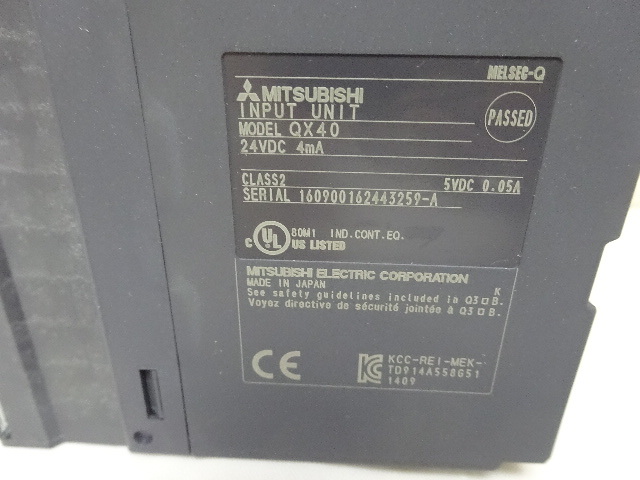 MELSEC-Q
MITSUBISHI
INPUT UNIT
PASSED
MODEL QX40
24VDC 4mA
CLASS2 5VDC 0.05A
SERIAL 160900162443259-A
C UL US LISTED 80M1 IND.CONT.EQ.
MITSUBISHI ELECTRIC CORPORATION
MADE IN JAPAN K
See safety guidelines included in Q3□B.
Voyez directive de sécurité jointée à Q3□B.
CE
KCC-REI-MEK-
TD914A558G51
1409